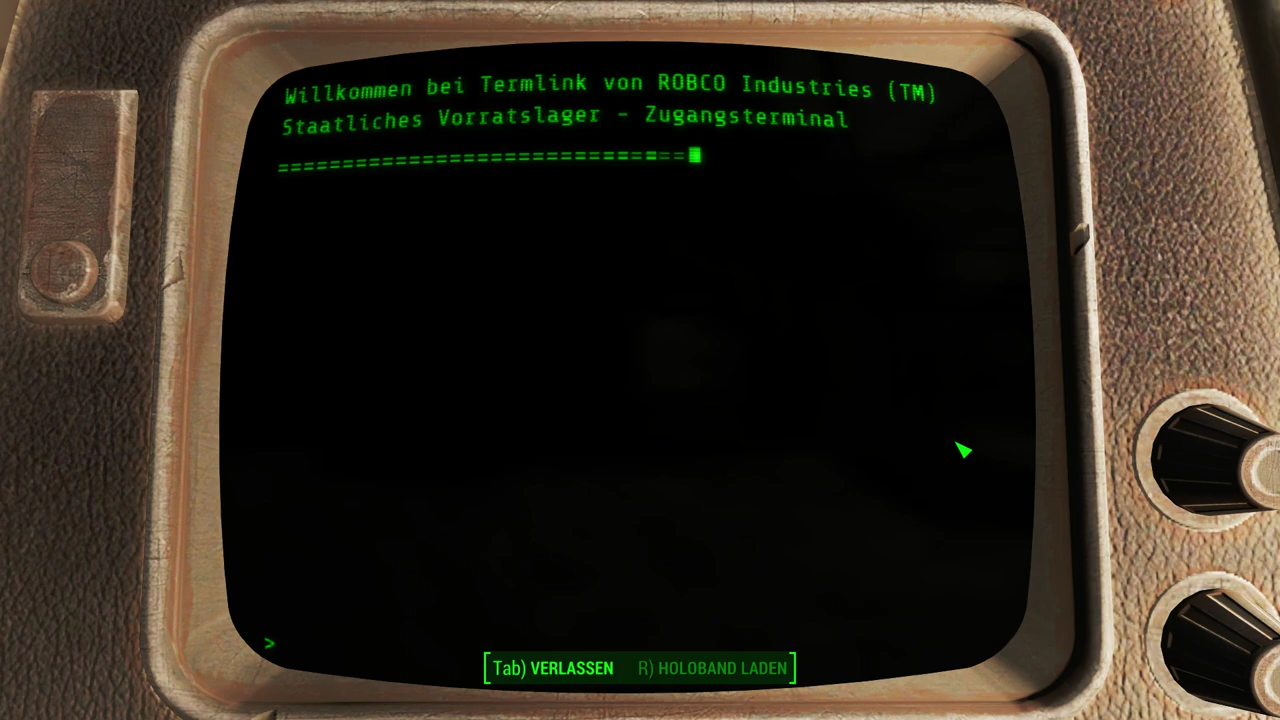 Willkommen bei Termlink von ROBCO Industries (TM)
Staatliches Vorratslager - Zugangsterminal
===============================
>
Tab) VERLASSEN R) HOLOBAND LADEN